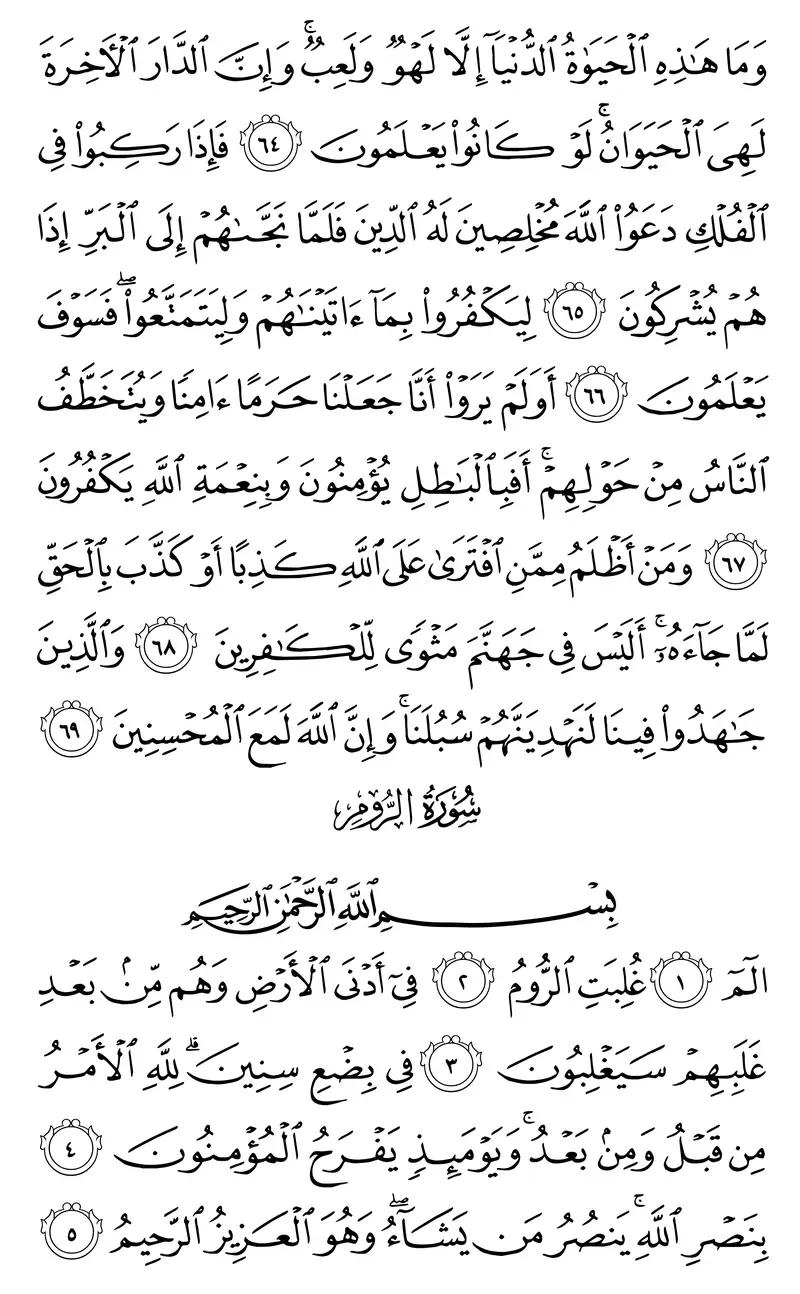 وَمَا هَـٰذِهِ ٱلْحَيَوٰةُ ٱلدُّنْيَآ إِلَّا لَهْوٌ وَلَعِبٌ ۚ وَإِنَّ ٱلدَّارَ ٱلْـَٔاخِرَةَ
لَهِىَ ٱلْحَيَوَانُ ۚ لَوْ كَانُوا۟ يَعْلَمُونَ ٦٤ فَإِذَا رَكِبُوا۟ فِى
ٱلْفُلْكِ دَعَوُا۟ ٱللَّهَ مُخْلِصِينَ لَهُ ٱلدِّينَ فَلَمَّا نَجَّىٰهُمْ إِلَى ٱلْبَرِّ إِذَا
هُمْ يُشْرِكُونَ ٦٥ لِيَكْفُرُوا۟ بِمَآ ءَاتَيْنَـٰهُمْ وَلِيَتَمَتَّعُوا۟ ۖ فَسَوْفَ
يَعْلَمُونَ ٦٦ أَوَلَمْ يَرَوْا۟ أَنَّا جَعَلْنَا حَرَمًا ءَامِنًا وَيُتَخَطَّفُ
ٱلنَّاسُ مِنْ حَوْلِهِمْ ۚ أَفَبِٱلْبَـٰطِلِ يُؤْمِنُونَ وَبِنِعْمَةِ ٱللَّهِ يَكْفُرُونَ
٦٧ وَمَنْ أَظْلَمُ مِمَّنِ ٱفْتَرَىٰ عَلَى ٱللَّهِ كَذِبًا أَوْ كَذَّبَ بِٱلْحَقِّ
لَمَّا جَآءَهُۥٓ ۚ أَلَيْسَ فِى جَهَنَّمَ مَثْوًى لِّلْكَـٰفِرِينَ ٦٨ وَٱلَّذِينَ
جَـٰهَدُوا۟ فِينَا لَنَهْدِيَنَّهُمْ سُبُلَنَا ۚ وَإِنَّ ٱللَّهَ لَمَعَ ٱلْمُحْسِنِينَ ٦٩
سُورَةُ الرُّومِ
بِسْمِ ٱللَّهِ ٱلرَّحْمَـٰنِ ٱلرَّحِيمِ
الٓمٓ ١ غُلِبَتِ ٱلرُّومُ ٢ فِىٓ أَدْنَى ٱلْأَرْضِ وَهُم مِّنۢ بَعْدِ
غَلَبِهِمْ سَيَغْلِبُونَ ٣ فِى بِضْعِ سِنِينَ ۗ لِلَّهِ ٱلْأَمْرُ
مِن قَبْلُ وَمِنۢ بَعْدُ ۚ وَيَوْمَئِذٍ يَفْرَحُ ٱلْمُؤْمِنُونَ ٤
بِنَصْرِ ٱللَّهِ ۚ يَنصُرُ مَن يَشَآءُ ۖ وَهُوَ ٱلْعَزِيزُ ٱلرَّحِيمُ ٥